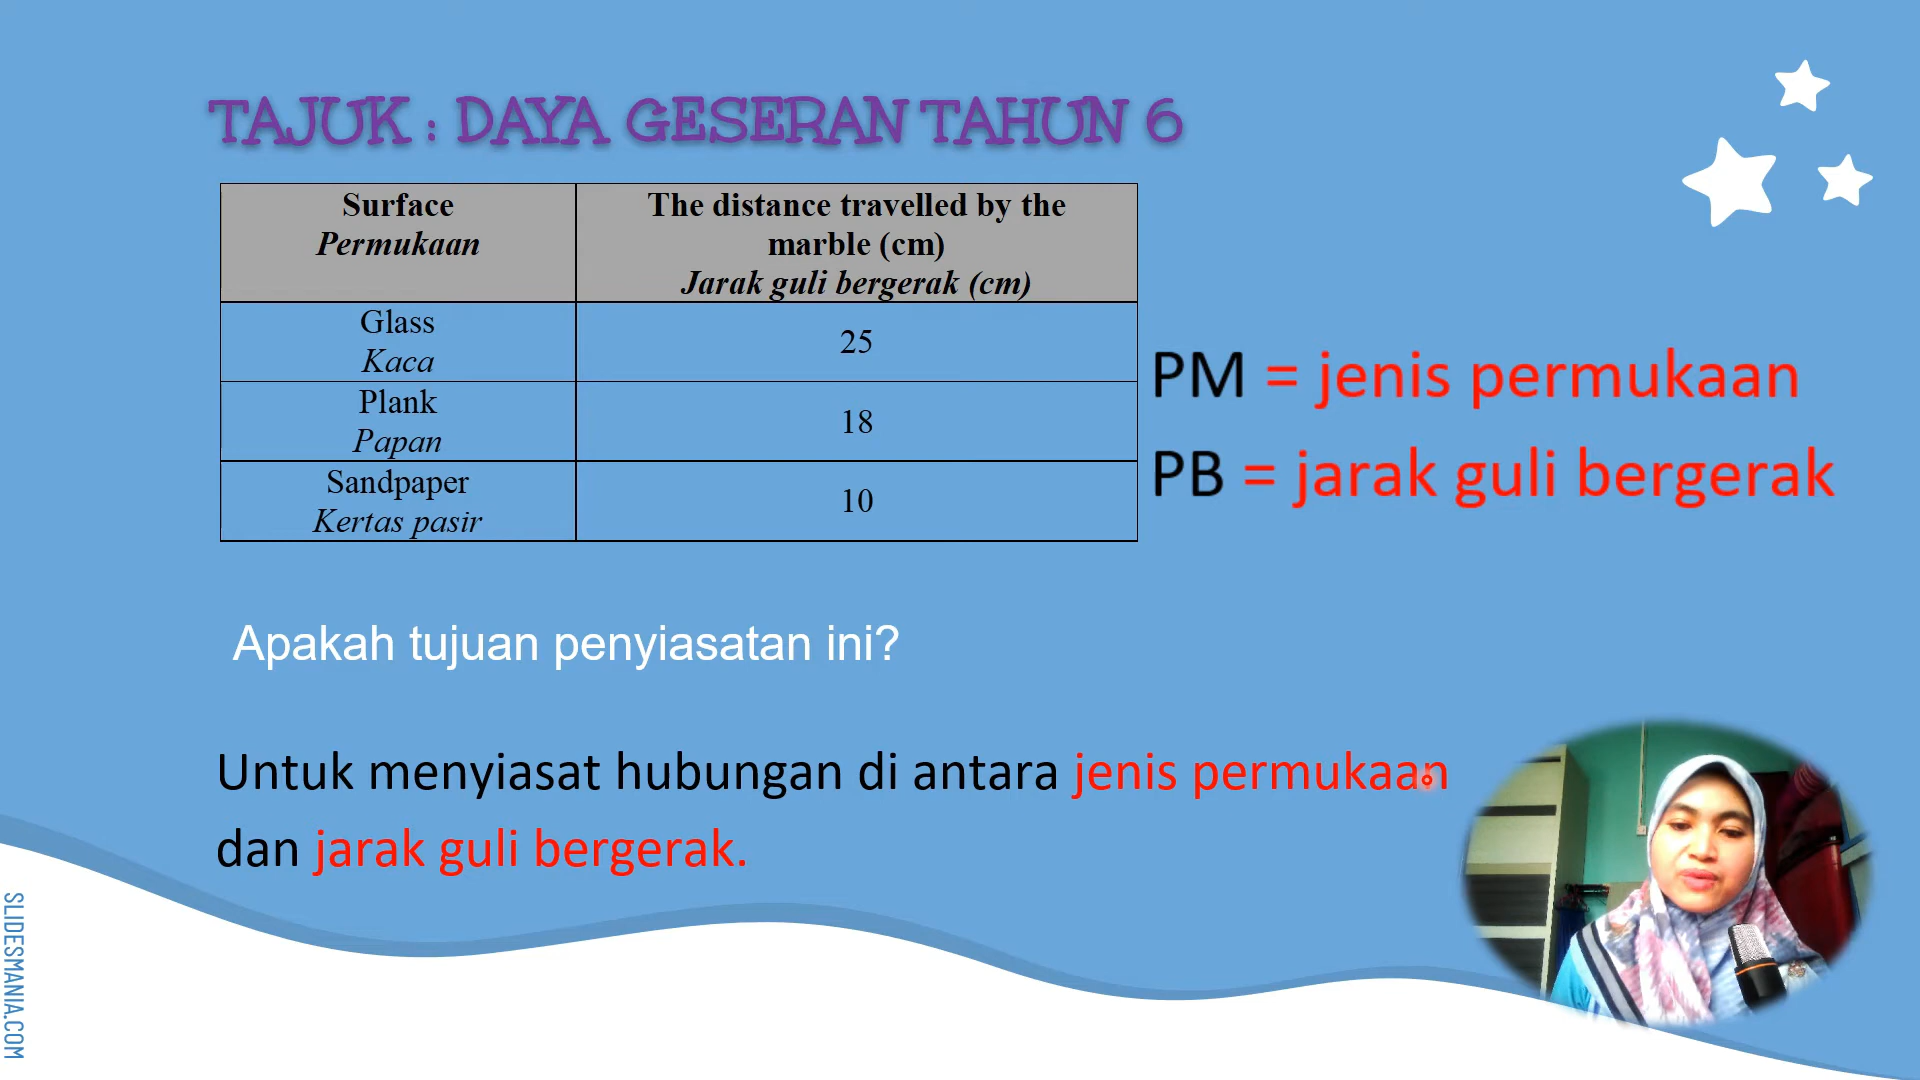 TAJUK : DAYA GESERAN TAHUN 6
Surface
Permukaan
The distance travelled by the
marble (cm)
Jarak guli bergerak (cm)
Glass
Kaca
25
Plank
Papan
18
Sandpaper
Kertas pasir
10
PM = jenis permukaan
PB = jarak guli bergerak
Apakah tujuan penyiasatan ini?
Untuk menyiasat hubungan di antara jenis permukaan
dan jarak guli bergerak.
SLIDESMANIA.COM